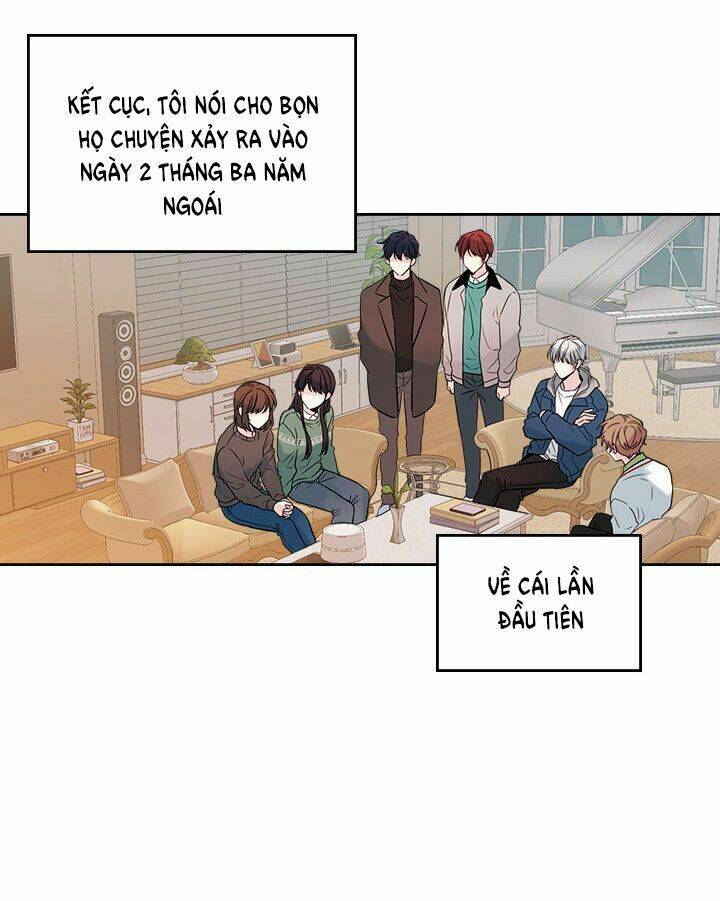 KẾT CỤC, TÔI NÓI CHO BỌN
HỌ CHUYỆN XẢY RA VÀO
NGÀY 2 THÁNG BA NĂM
NGOÁI
VỀ CÁI LẦN
ĐẦU TIÊN